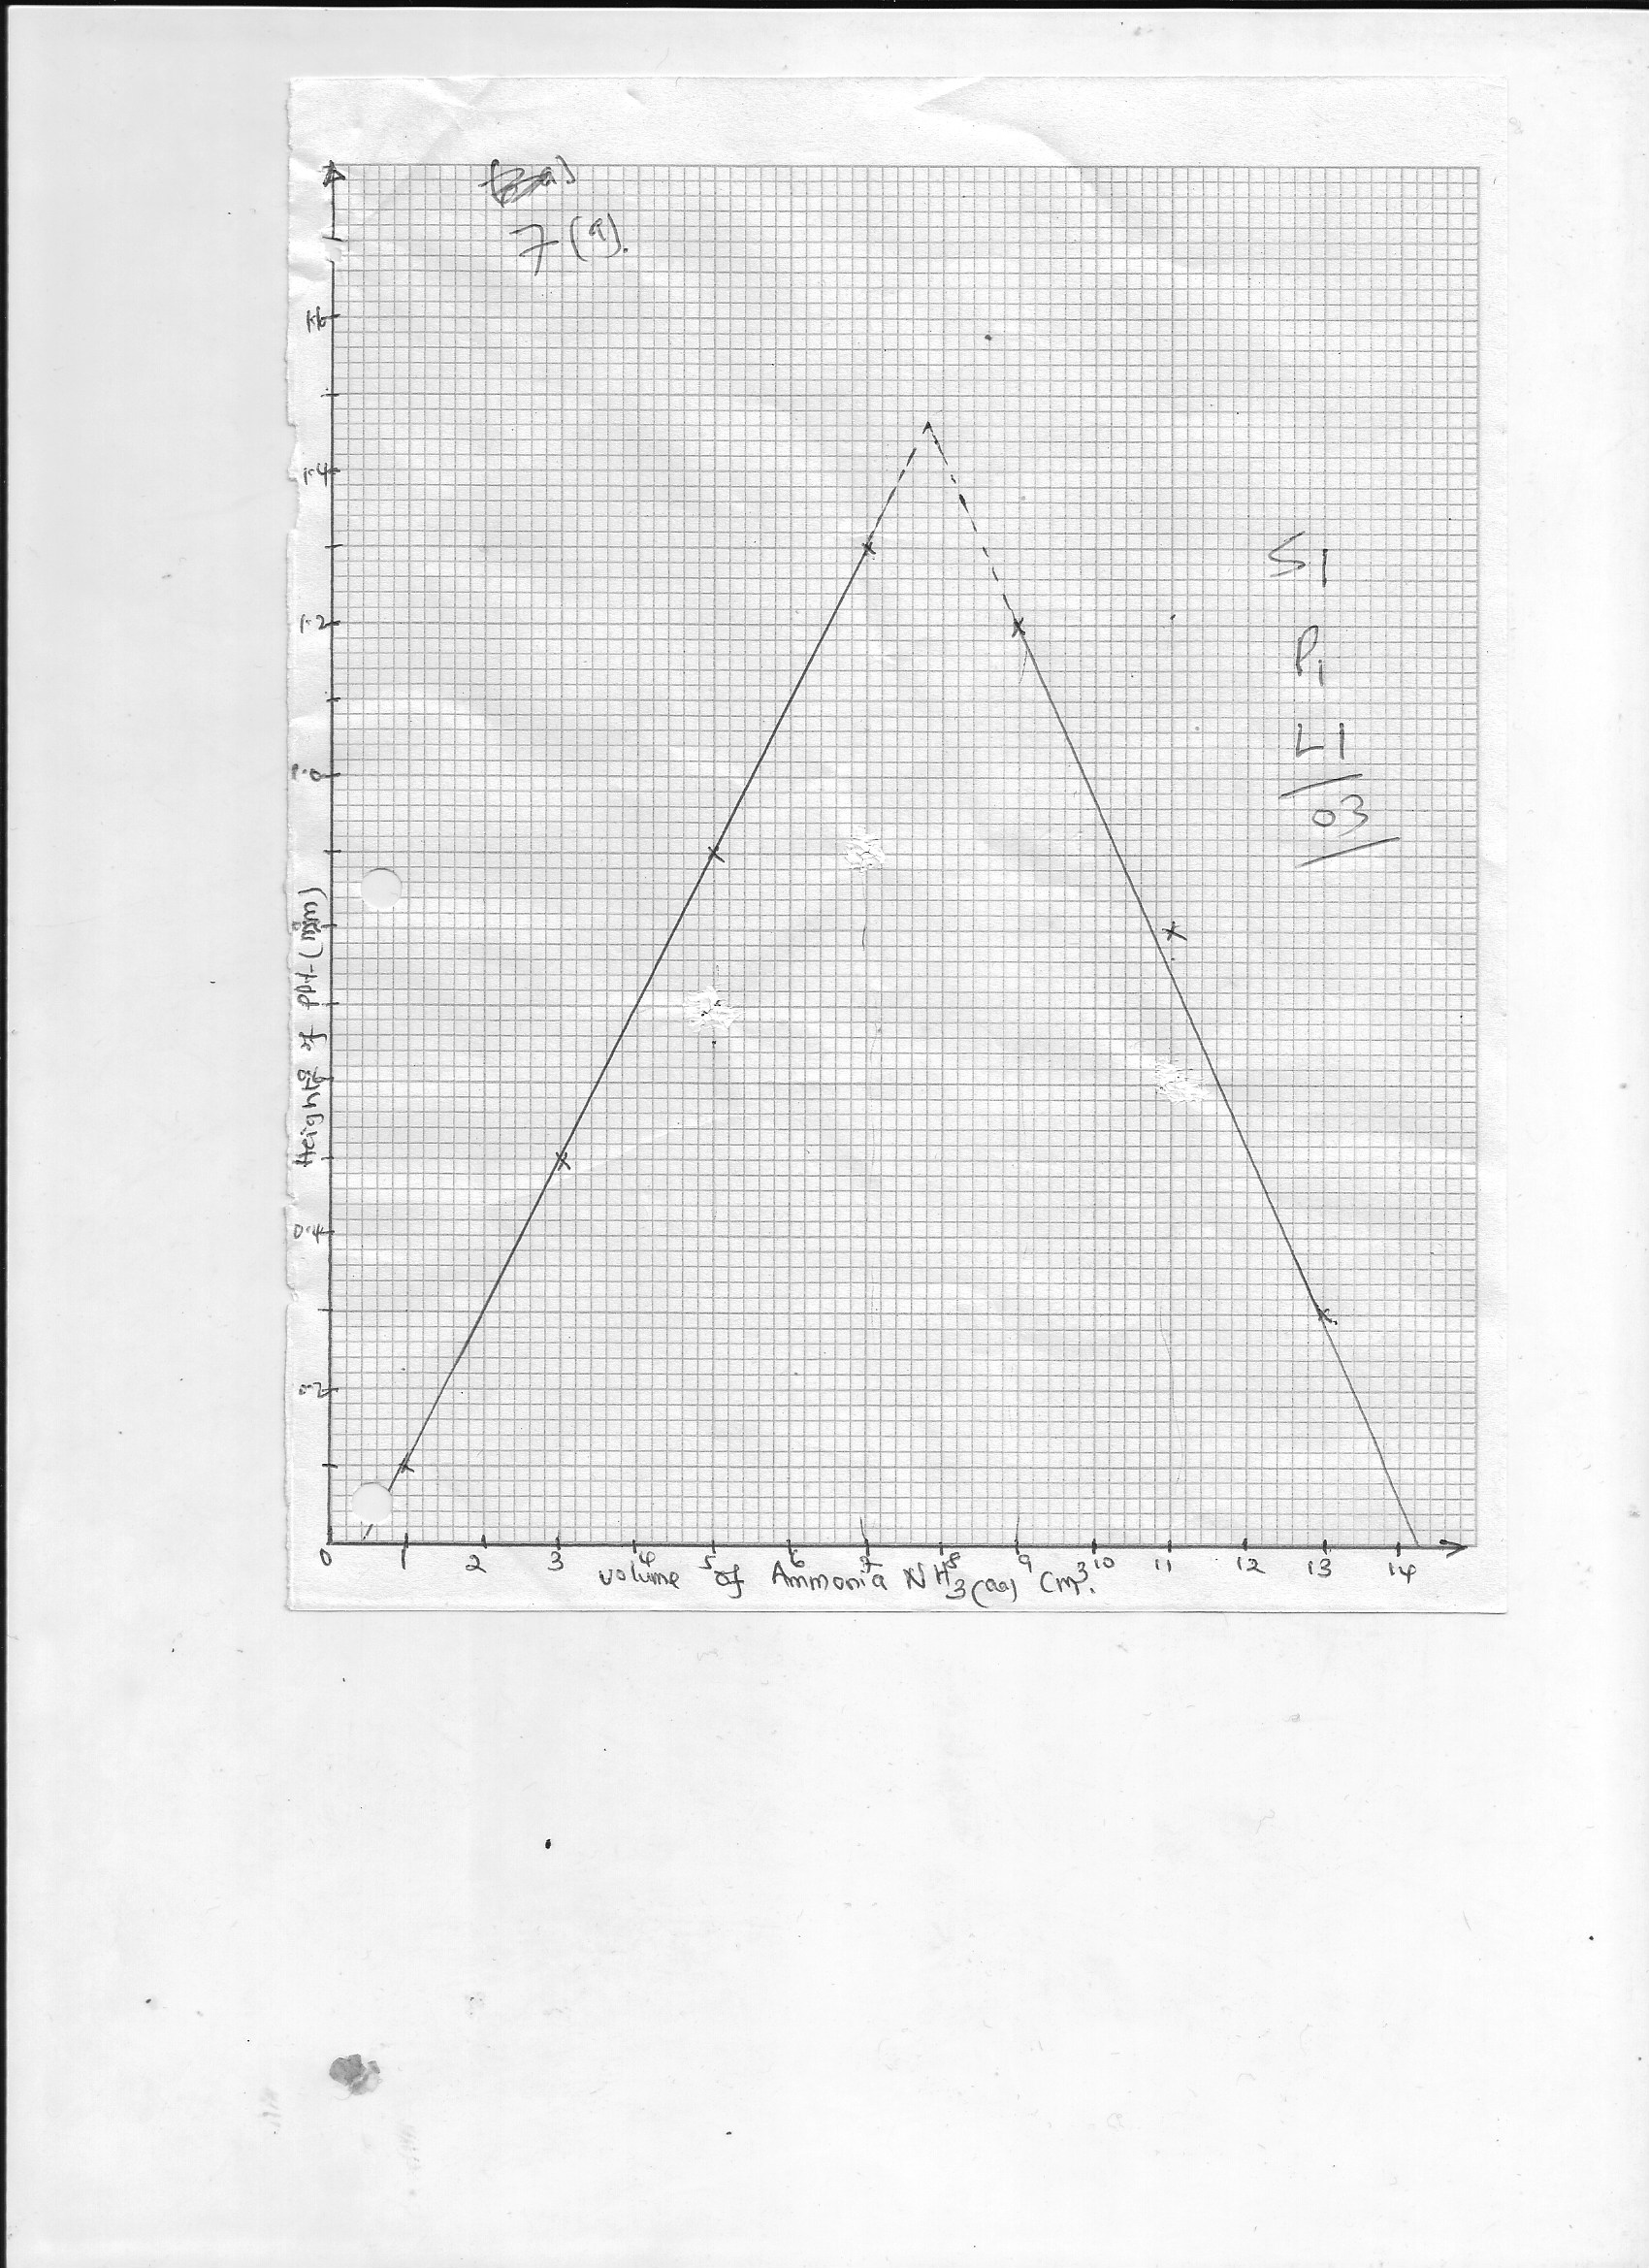 7(a).
1.6
1.4
1.2
1.0
0.4
Height of ppt (mm)
S1
P1
L1
03
0 1 2 3 4 5 6 7 8 9 10 11 12 13 14
Volume of Ammonia NH3(aq) Cm3.